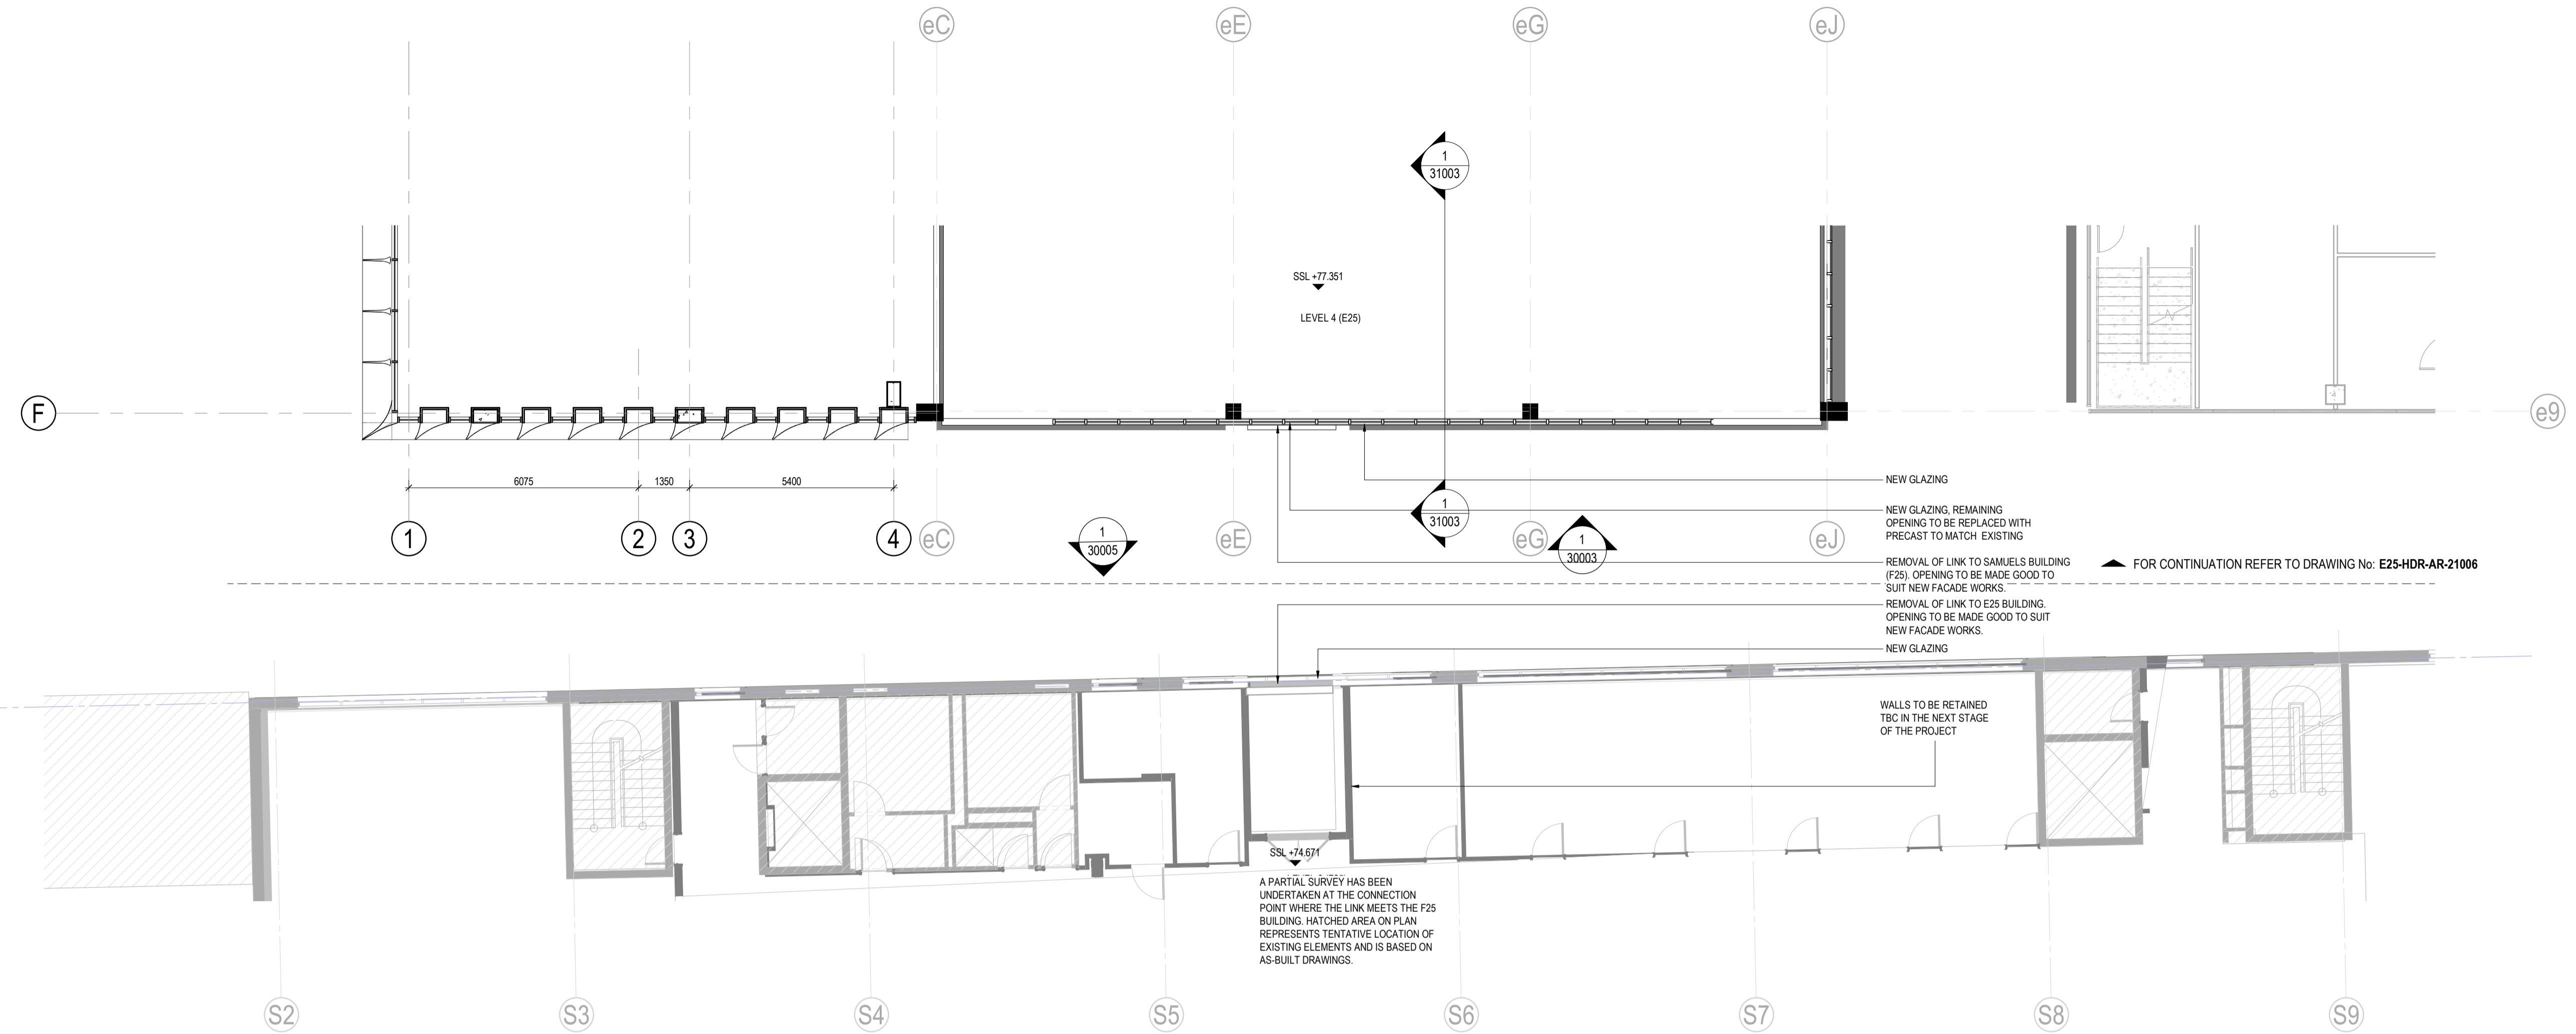 eC
eE
eG
eJ
1
31003
SSL +77.351
LEVEL 4 (E25)
F
e9
6075
1350
5400
NEW GLAZING
1
31003
NEW GLAZING, REMAINING
OPENING TO BE REPLACED WITH
PRECAST TO MATCH EXISTING
1
2
3
4
eC
1
30005
eE
eG
1
30003
eJ
REMOVAL OF LINK TO SAMUELS BUILDING
(F25). OPENING TO BE MADE GOOD TO
SUIT NEW FACADE WORKS.
FOR CONTINUATION REFER TO DRAWING No: E25-HDR-AR-21006
REMOVAL OF LINK TO E25 BUILDING.
OPENING TO BE MADE GOOD TO SUIT
NEW FACADE WORKS.
NEW GLAZING
WALLS TO BE RETAINED
TBC IN THE NEXT STAGE
OF THE PROJECT
SSL +74.671
A PARTIAL SURVEY HAS BEEN
UNDERTAKEN AT THE CONNECTION
POINT WHERE THE LINK MEETS THE F25
BUILDING. HATCHED AREA ON PLAN
REPRESENTS TENTATIVE LOCATION OF
EXISTING ELEMENTS AND IS BASED ON
AS-BUILT DRAWINGS.
S2
S3
S4
S5
S6
S7
S8
S9